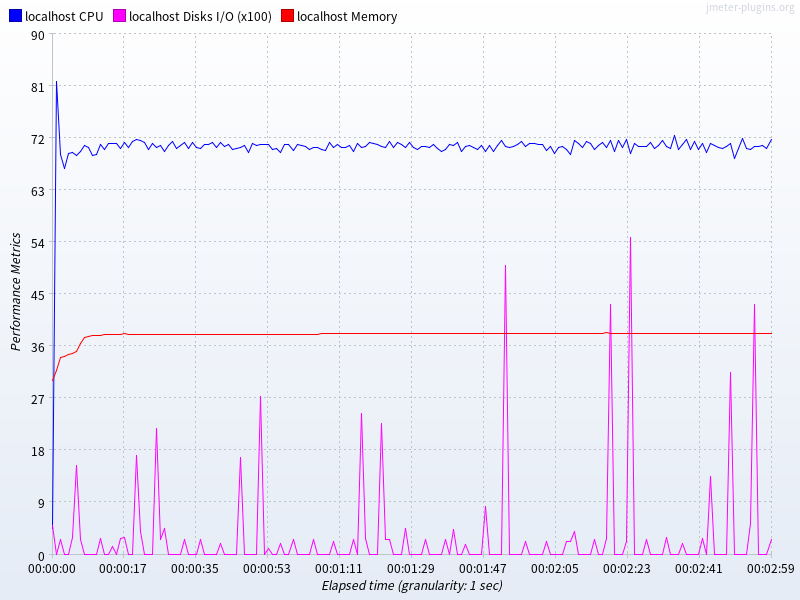 jmeter-plugins.org
localhost CPU localhost Disks I/O (x100) localhost Memory
90
81
72
63
54
45
36
27
18
9
0
Performance Metrics
00:00:00 00:00:17 00:00:35 00:00:53 00:01:11 00:01:29 00:01:47 00:02:05 00:02:23 00:02:41 00:02:59
Elapsed time (granularity: 1 sec)